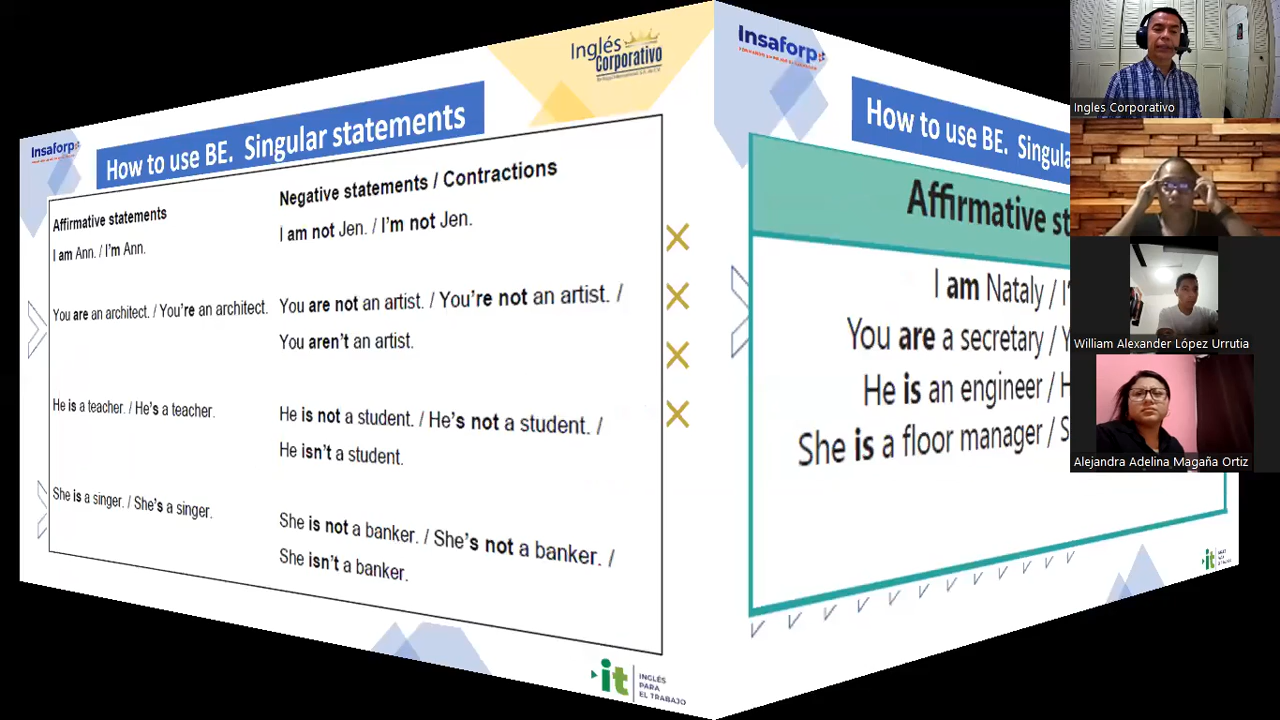 Inglés
Corporativo
Insaforp
How to use BE. Singular statements
Affirmative statements
Negative statements / Contractions
I am Ann. / I'm Ann.
I am not Jen. / I'm not Jen.
You are an architect. / You're an architect.
You are not an artist. / You're not an artist. /
You aren't an artist.
He is a teacher. / He's a teacher.
He is not a student. / He's not a student. /
He isn't a student.
She is a singer. / She's a singer.
She is not a banker. / She's not a banker. /
She isn't a banker.
it
INGLÉS
PARA
EL TRABAJO
Insaforp
How to use BE. Singula
Affirmative st
I am Nataly / I'
You are a secretary / Y
He is an engineer / H
She is a floor manager / S
it
Ingles Corporativo
William Alexander López Urrutia
Alejandra Adelina Magaña Ortiz